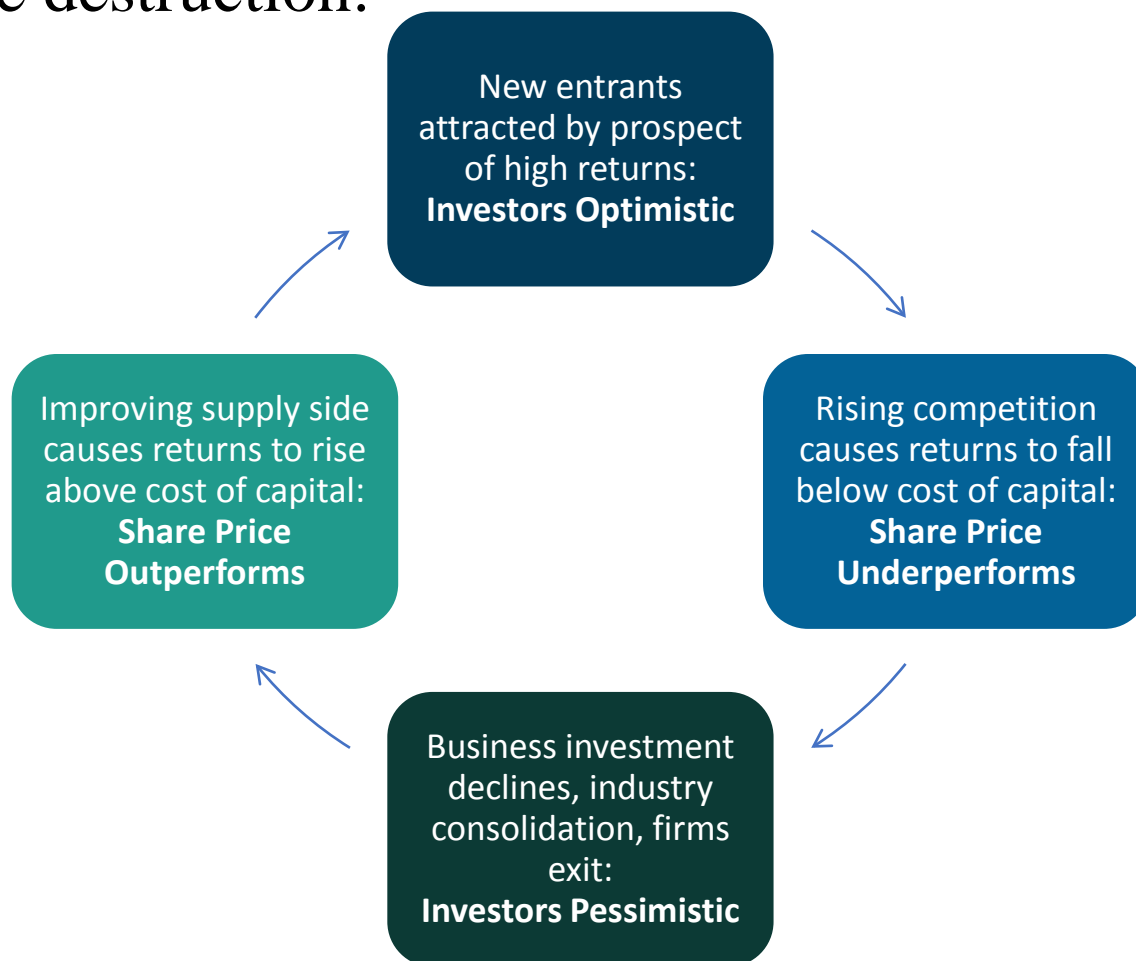 e destruction.
New entrants
attracted by prospect
of high returns:
Investors Optimistic
Improving supply side
causes returns to rise
above cost of capital:
Share Price
Outperforms
Rising competition
causes returns to fall
below cost of capital:
Share Price
Underperforms
Business investment
declines, industry
consolidation, firms
exit:
Investors Pessimistic